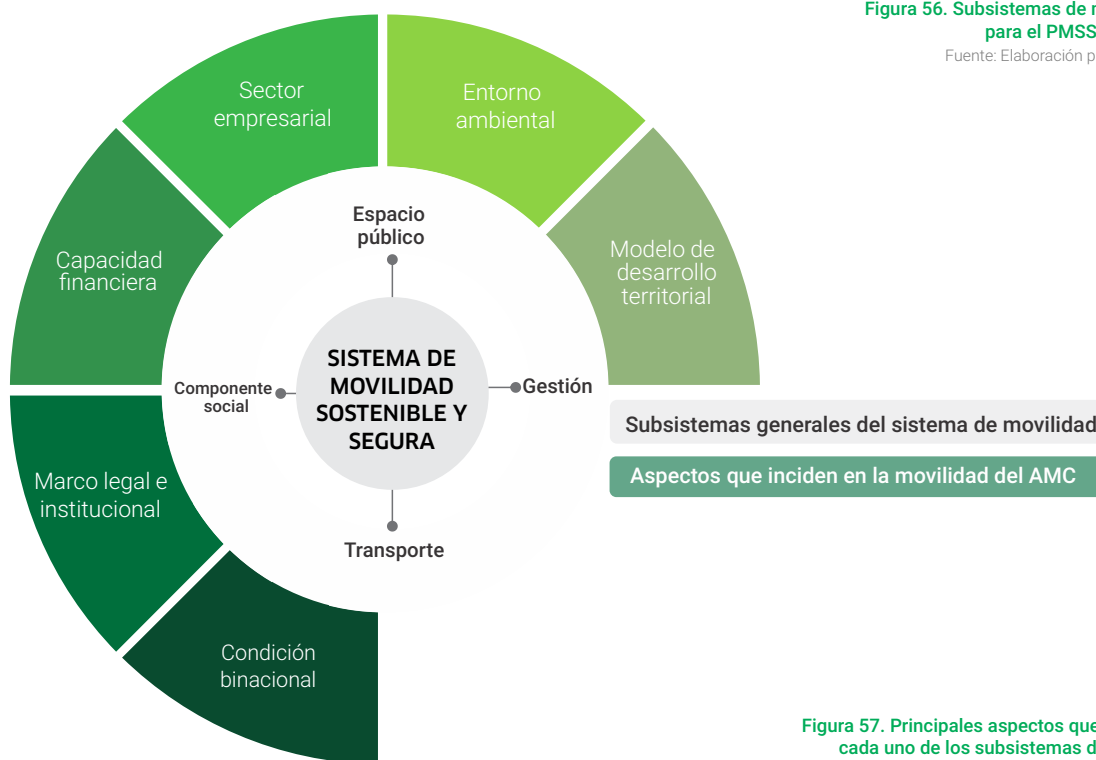 Figura 56. Subsistemas de
para el PMSS
Fuente: Elaboración
Sector
empresarial
Entorno
ambiental
Capacidad
financiera
Espacio
público
Modelo de
desarrollo
territorial
SISTEMA DE
MOVILIDAD
SOSTENIBLE Y
SEGURA
Componente
social
Gestión
Subsistemas generales del sistema de movilidad
Aspectos que inciden en la movilidad del AMC
Marco legal e
institucional
Transporte
Condición
binacional
Figura 57. Principales aspectos que
cada uno de los subsistemas